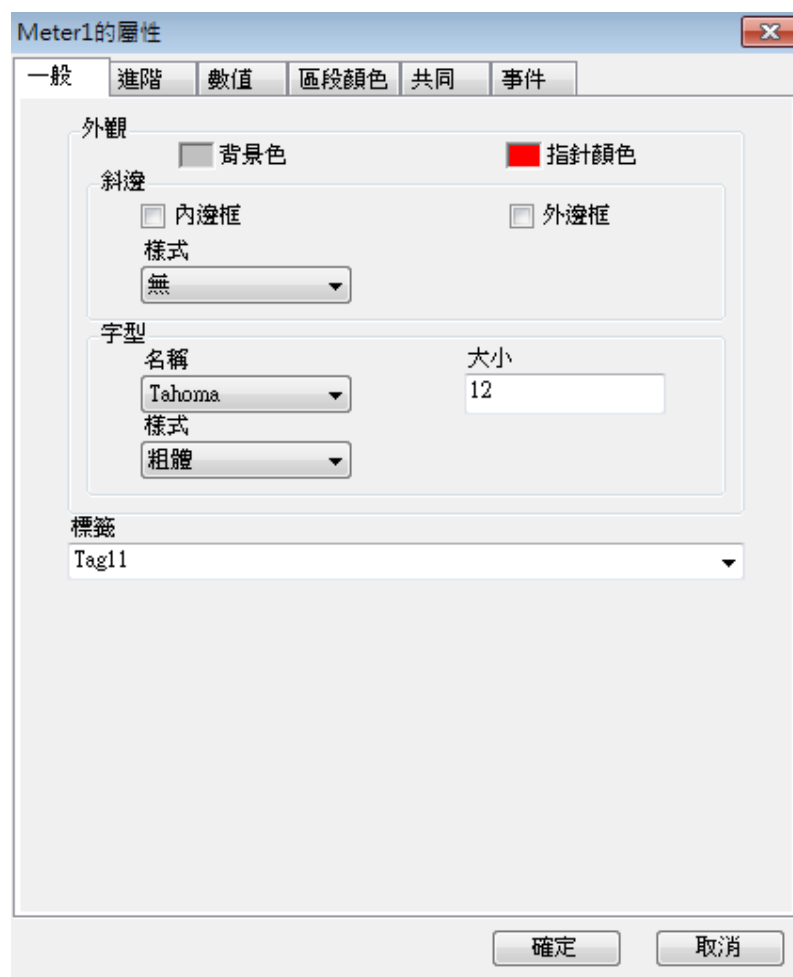 Meter1的屬性
一般 進階 數值 區段顏色 共同 事件
外觀
背景色 指針顏色
斜邊
內邊框 外邊框
樣式
無
字型
名稱 大小
Tahoma 12
樣式
粗體
標籤
Tag11
確定 取消